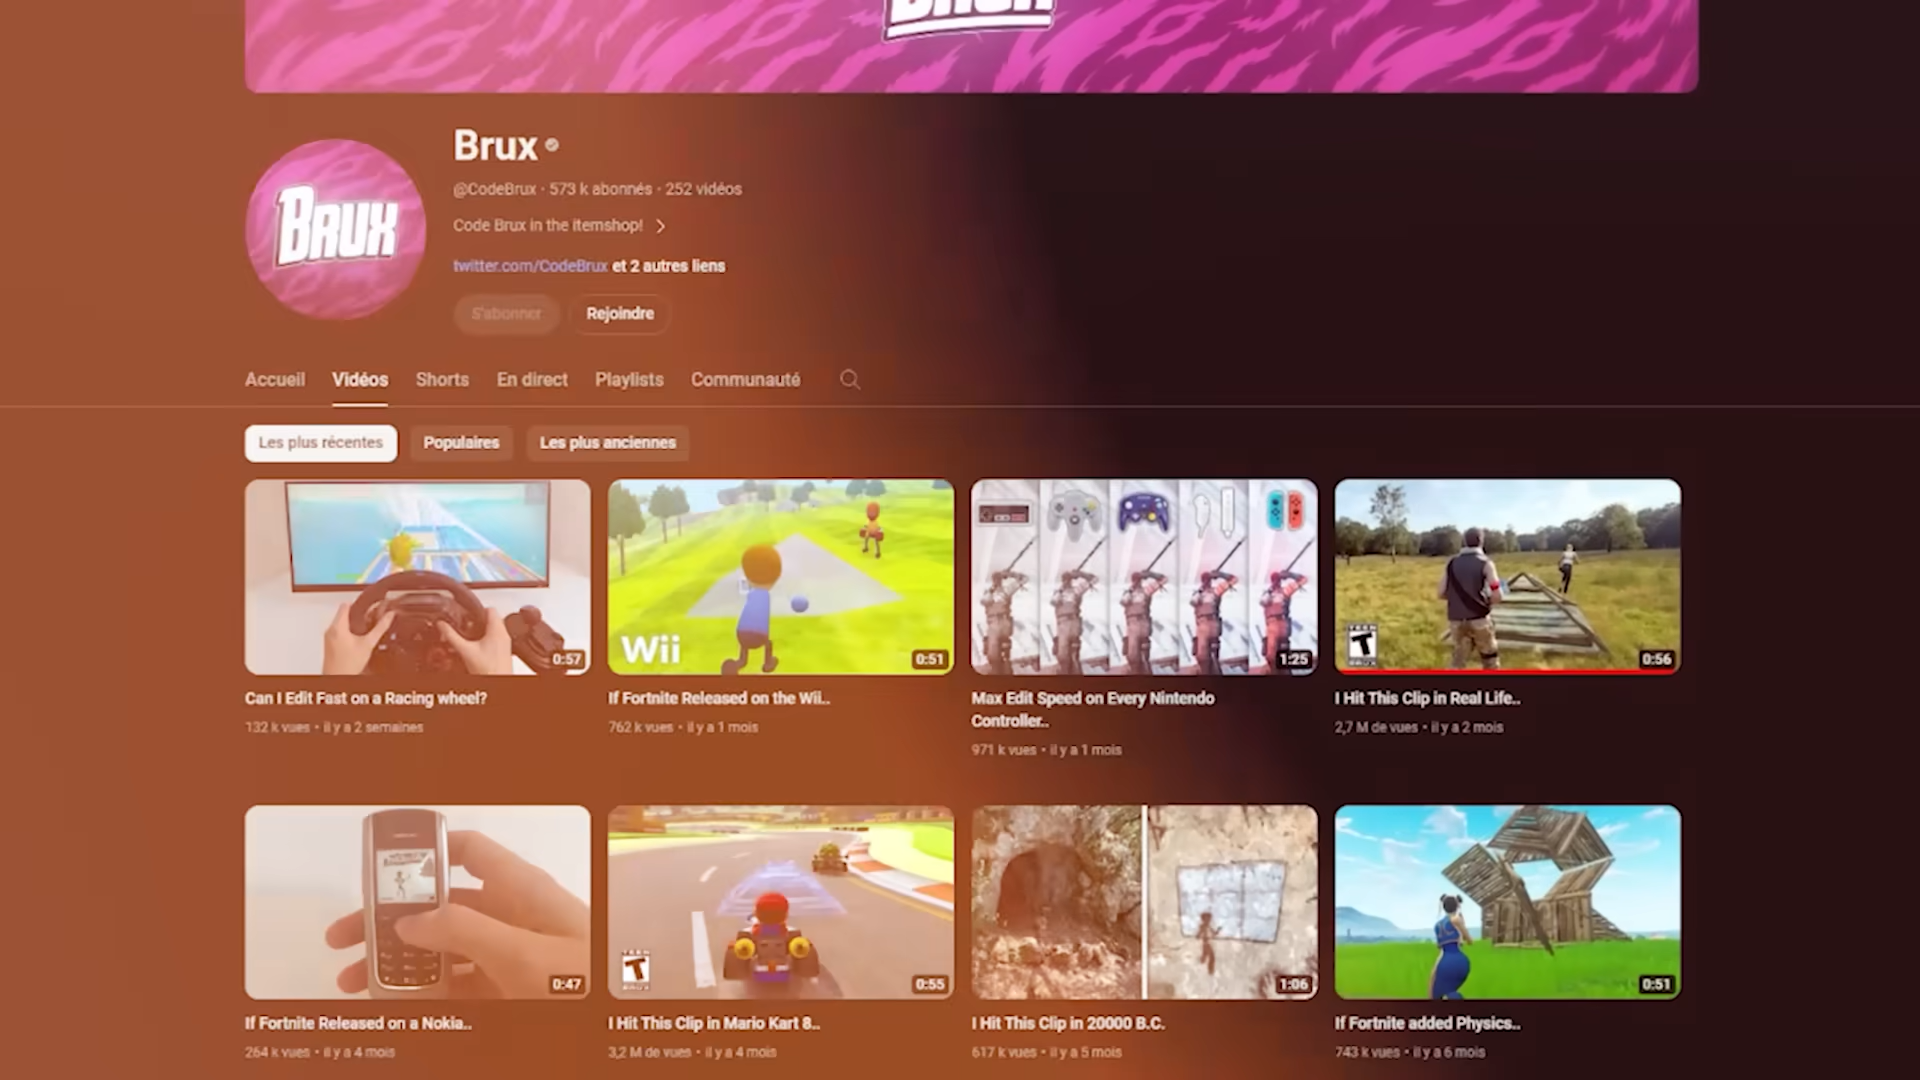 Brux
@CodeBrux · 573 k abonnés · 252 vidéos
BRUX
Code Brux in the itemshop!
twitter.com/CodeBrux et 2 autres liens
S'abonner
Rejoindre
Accueil
Vidéos
Shorts
En direct
Playlists
Communauté
Les plus récentes
Populaires
Les plus anciennes
0:57
Wii
0:51
1:25
TEEN
T
BRUX
0:56
Can I Edit Fast on a Racing wheel?
132 k vues • il y a 2 semaines
If Fortnite Released on the Wii..
762 k vues • il y a 1 mois
Max Edit Speed on Every Nintendo
Controller..
971 k vues • il y a 1 mois
I Hit This Clip in Real Life..
2,7 M de vues • il y a 2 mois
0:47
TEEN
T
BRUX
0:55
1:06
0:51
If Fortnite Released on a Nokia..
264 k vues • il y a 4 mois
I Hit This Clip in Mario Kart 8..
3,2 M de vues • il y a 4 mois
I Hit This Clip in 20000 B.C.
617 k vues • il y a 5 mois
If Fortnite added Physics..
743 k vues • il y a 6 mois